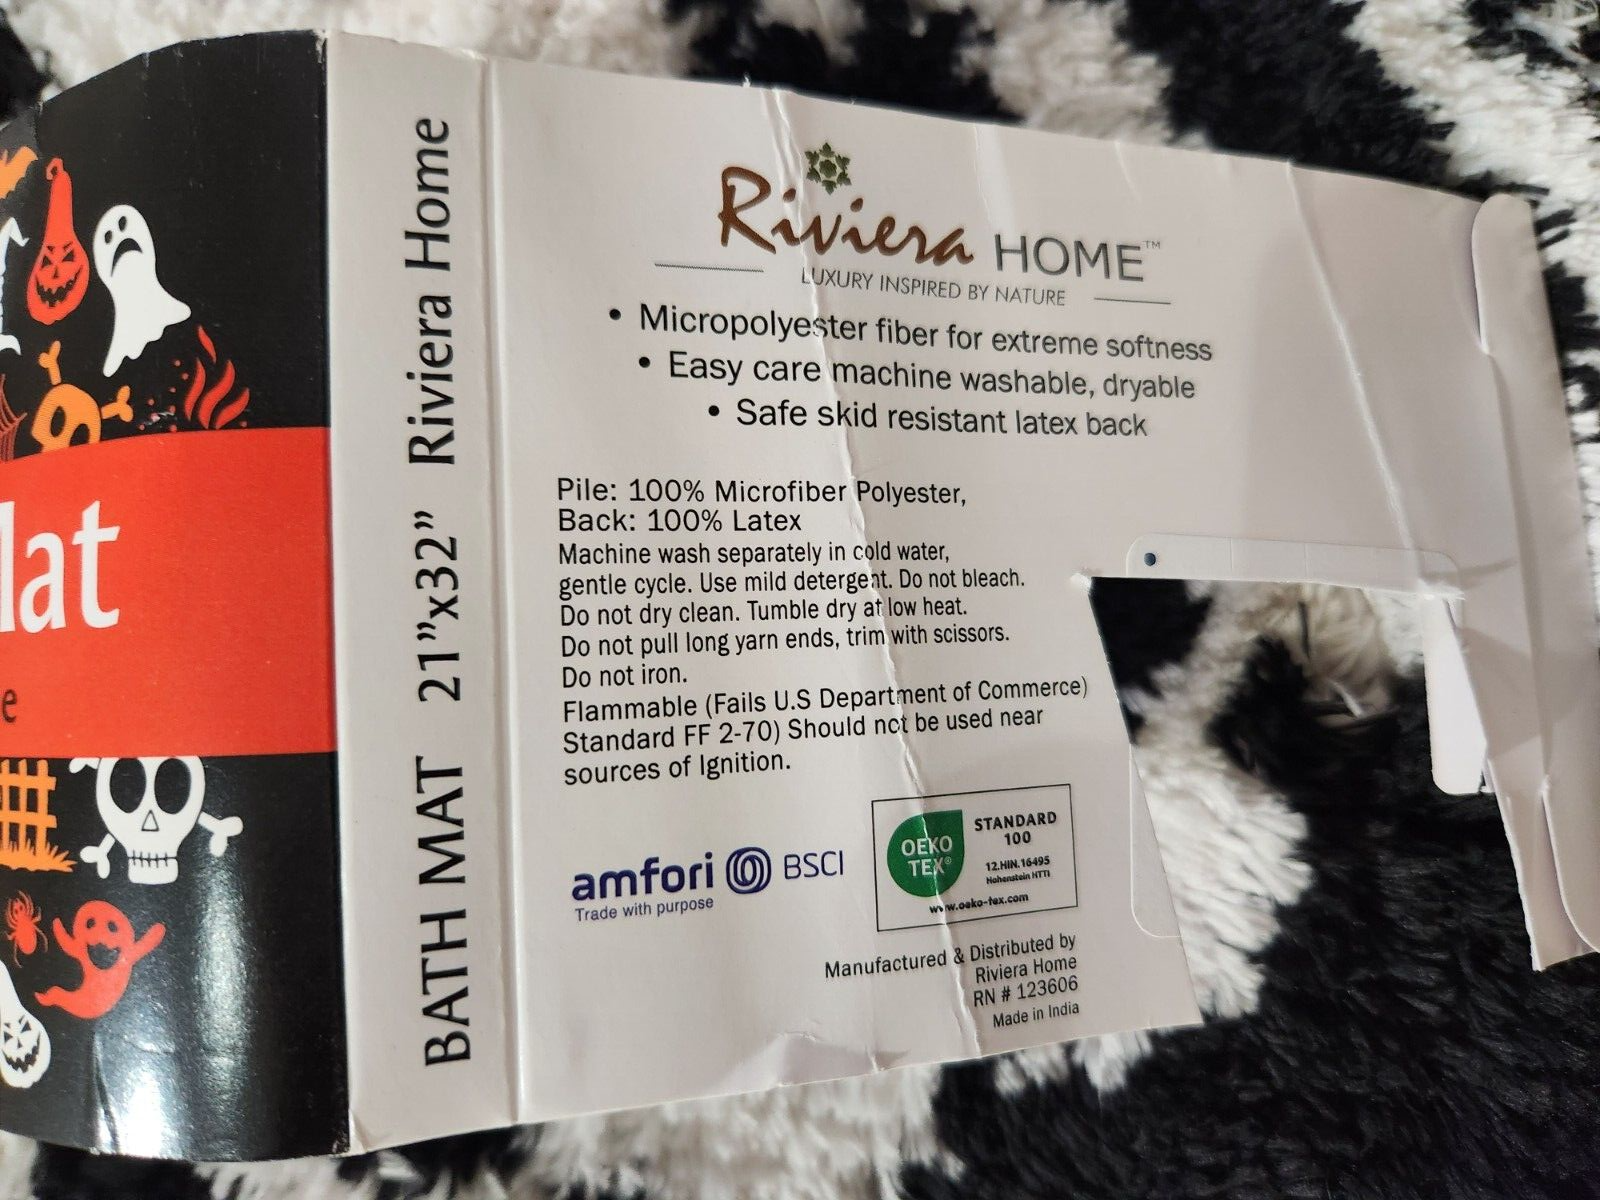 lat
e
BATH MAT 21”x32” Riviera Home
Riviera HOME™
LUXURY INSPIRED BY NATURE
• Micropolyester fiber for extreme softness
• Easy care machine washable, dryable
• Safe skid resistant latex back
Pile: 100% Microfiber Polyester,
Back: 100% Latex
Machine wash separately in cold water,
gentle cycle. Use mild detergent. Do not bleach.
Do not dry clean. Tumble dry at low heat.
Do not pull long yarn ends, trim with scissors.
Do not iron.
Flammable (Fails U.S Department of Commerce)
Standard FF 2-70) Should not be used near
sources of Ignition.
amfori BSCI
Trade with purpose
OEKO
TEX®
STANDARD
100
12.HIN.16495
Hohenstein HTTI
www.oeko-tex.com
Manufactured & Distributed by
Riviera Home
RN # 123606
Made in India